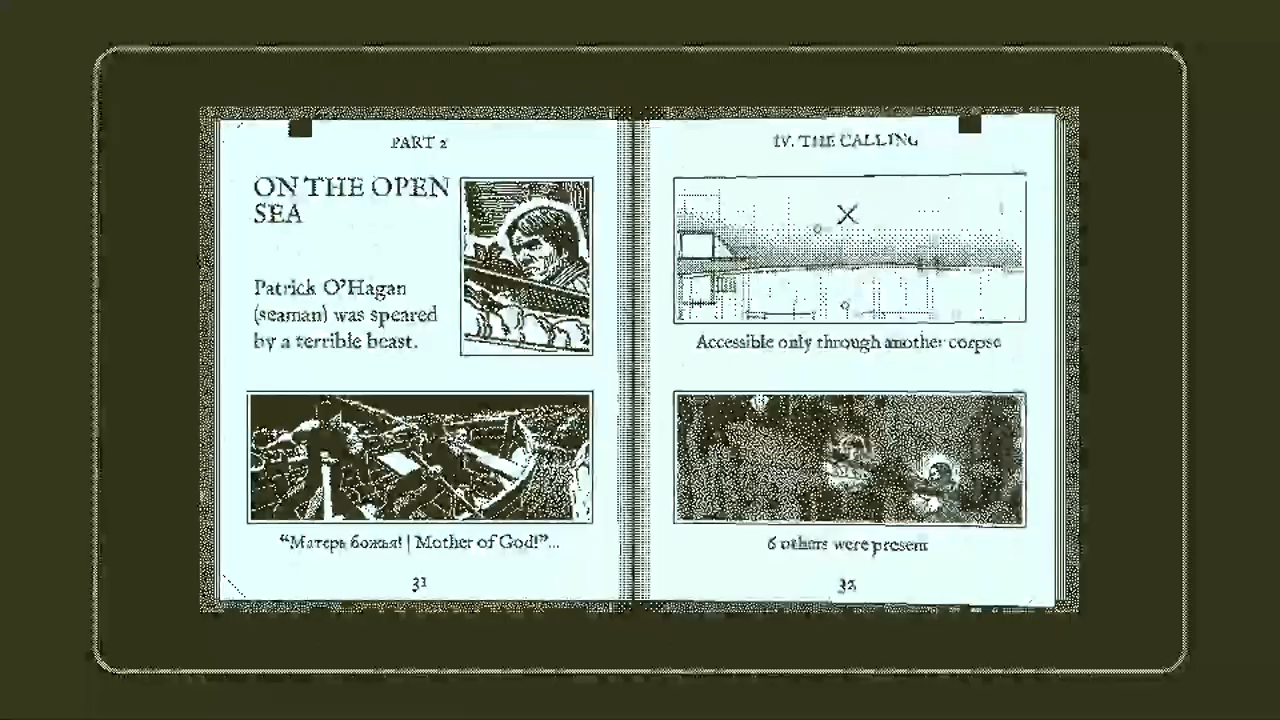 PART 2
ON THE OPEN
SEA
Patrick O'Hagan
(seaman) was speared
by a terrible beast.
"Матерь божья! | Mother of God!"...
31
IV. THE CALLING
Accessible only through another corpse
6 others were present
32